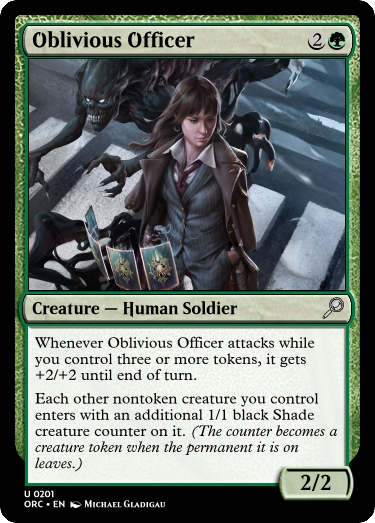 Oblivious Officer 2
Creature — Human Soldier
Whenever Oblivious Officer attacks while
you control three or more tokens, it gets
+2/+2 until end of turn.
Each other nontoken creature you control
enters with an additional 1/1 black Shade
creature counter on it. (The counter becomes a
creature token when the permanent it is on
leaves.)
2/2
U 0201
ORC • EN Michael Gladigau